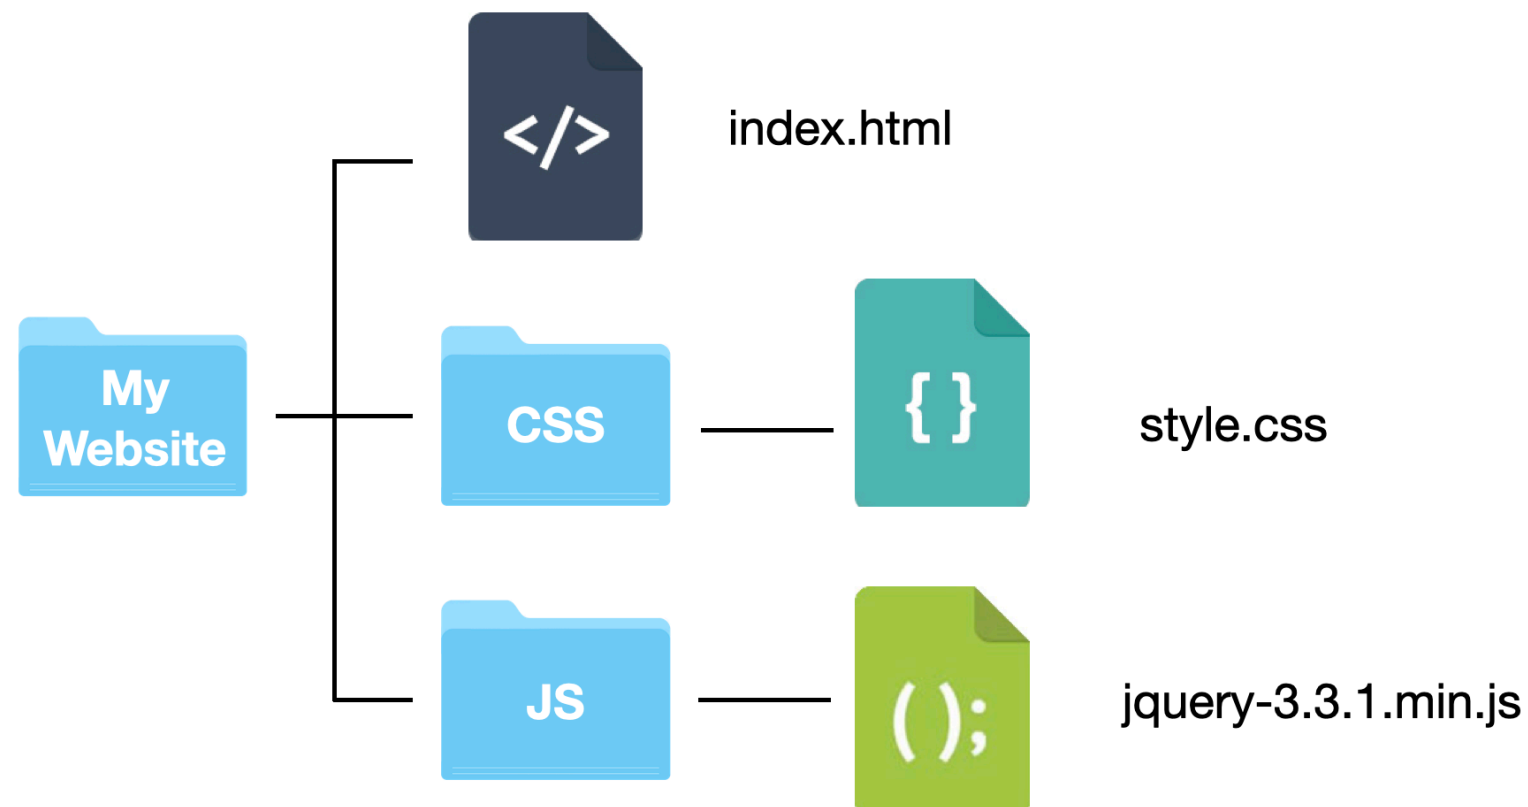 </>
index.html
My
Website
CSS
{ }
style.css
JS
( );
jquery-3.3.1.min.js